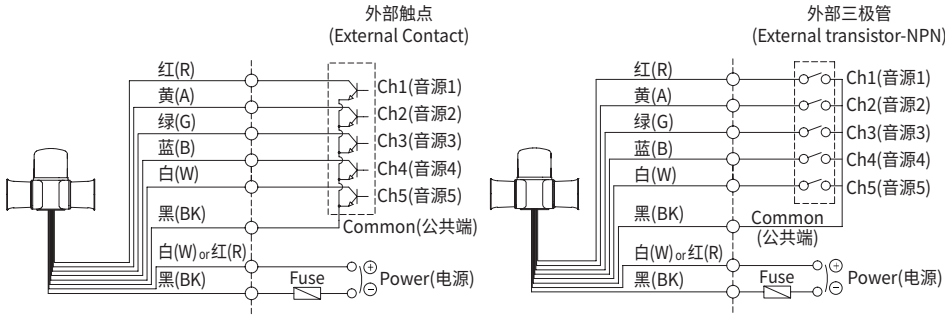 外部触点
(External Contact)
红(R)
Ch1(音源1)
黄(A)
Ch2(音源2)
绿(G)
Ch3(音源3)
蓝(B)
Ch4(音源4)
白(W)
Ch5(音源5)
黑(BK)
Common(公共端)
白(W)or红(R)
Power(电源)
黑(BK)
Fuse
外部三极管
(External transistor-NPN)
红(R)
Ch1(音源1)
黄(A)
Ch2(音源2)
绿(G)
Ch3(音源3)
蓝(B)
Ch4(音源4)
白(W)
Ch5(音源5)
黑(BK)
Common
(公共端)
白(W)or红(R)
Power(电源)
黑(BK)
Fuse